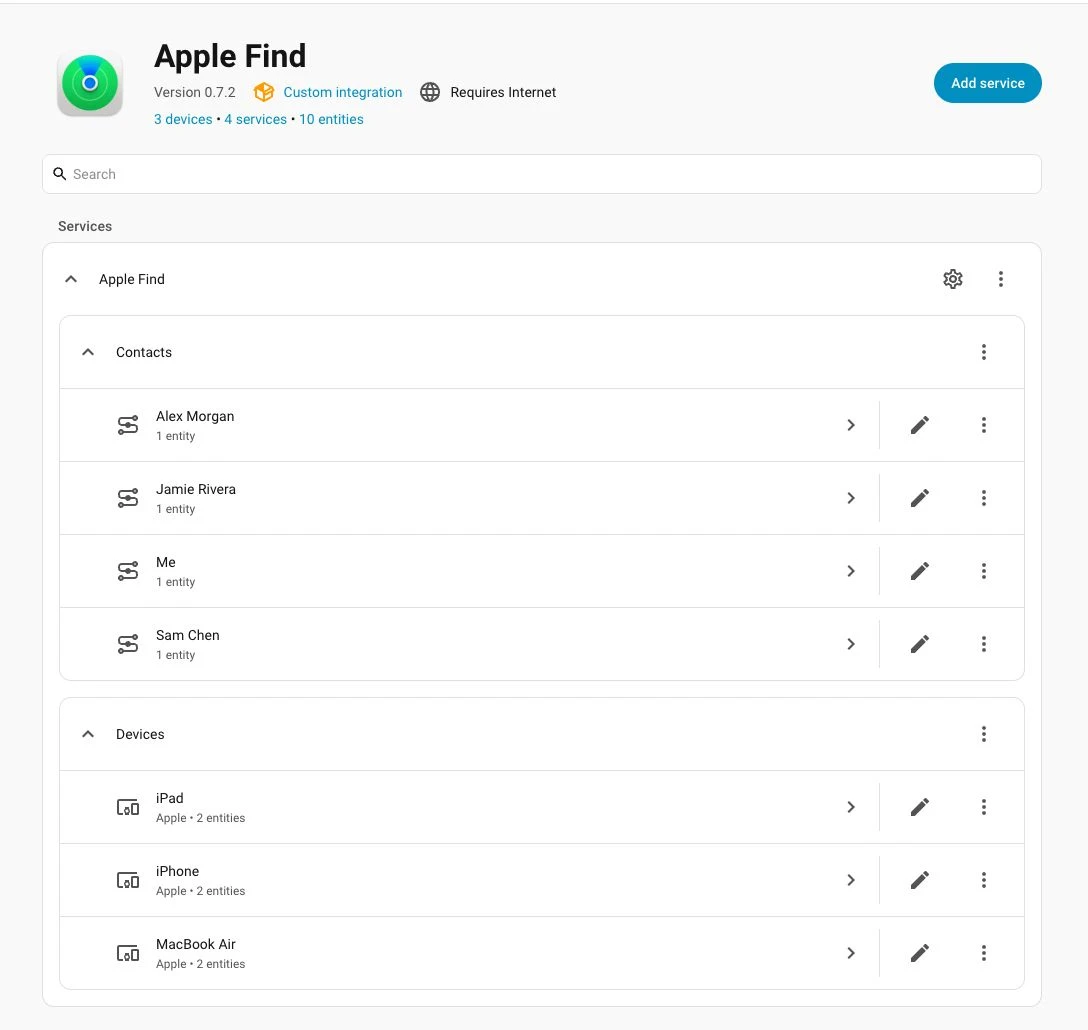 Apple Find
Version 0.7.2 Custom integration Requires Internet
3 devices • 4 services • 10 entities
Add service
Search
Services
Apple Find
Contacts
Alex Morgan
1 entity
Jamie Rivera
1 entity
Me
1 entity
Sam Chen
1 entity
Devices
iPad
Apple • 2 entities
iPhone
Apple • 2 entities
MacBook Air
Apple • 2 entities